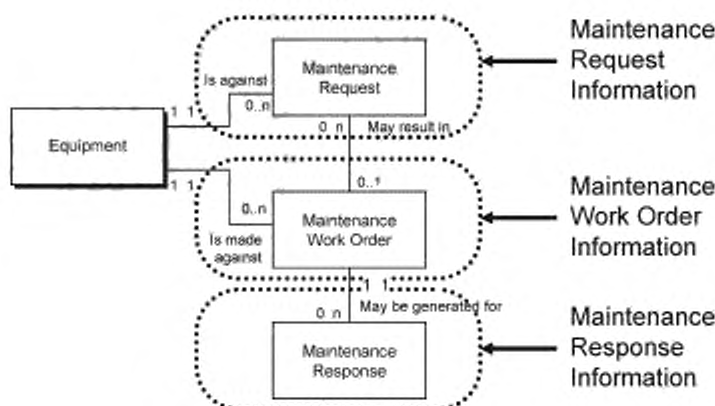 Maintenance
Request
Information
Maintenance
Request
Is against
0..n
1 1
0 n
May result in
Equipment
1 1
0..1
0..n
Maintenance
Work Order
Is made
against
Maintenance
Work Order
Information
1 1
May be generated for
0 n
Maintenance
Response
Maintenance
Response
Information